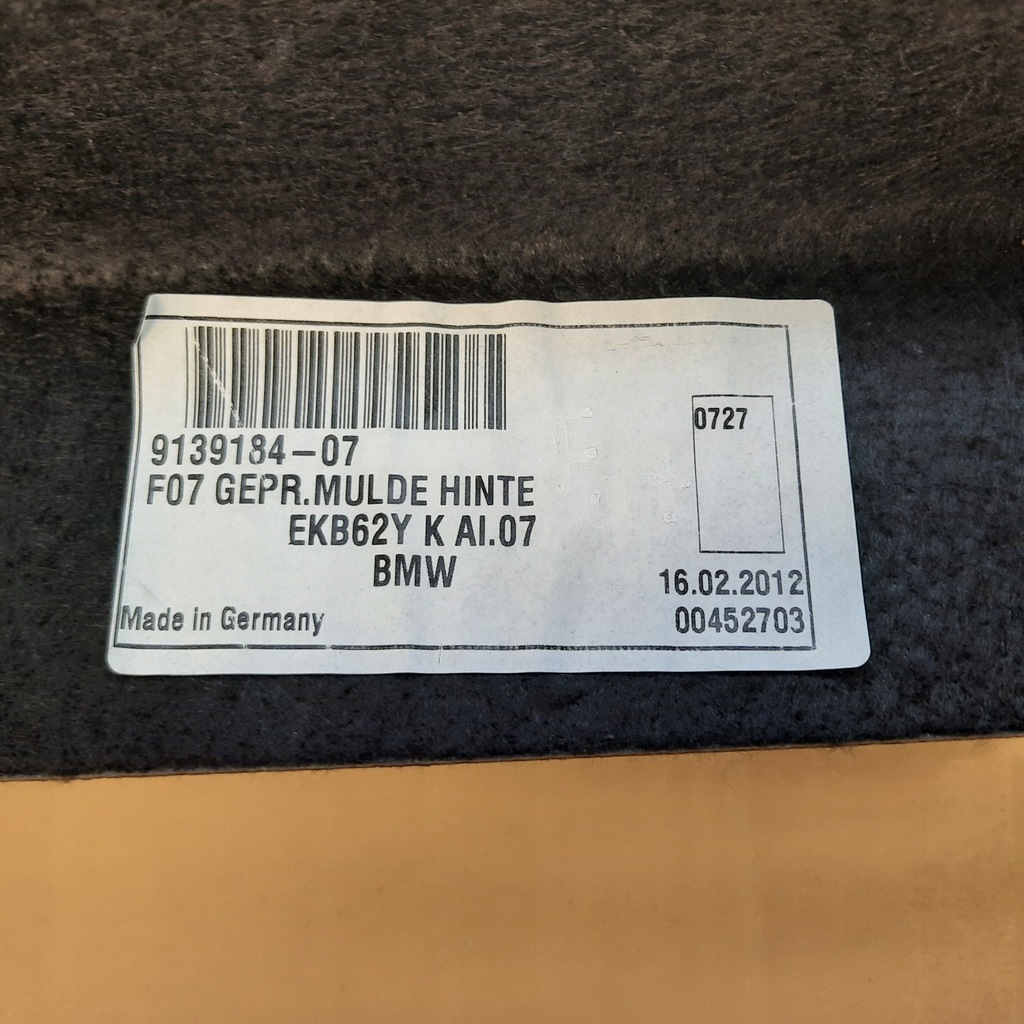 9139184-07
F07 GEPR.MULDE HINTE
EKB62Y K AI.07
BMW
Made in Germany
0727
16.02.2012
00452703